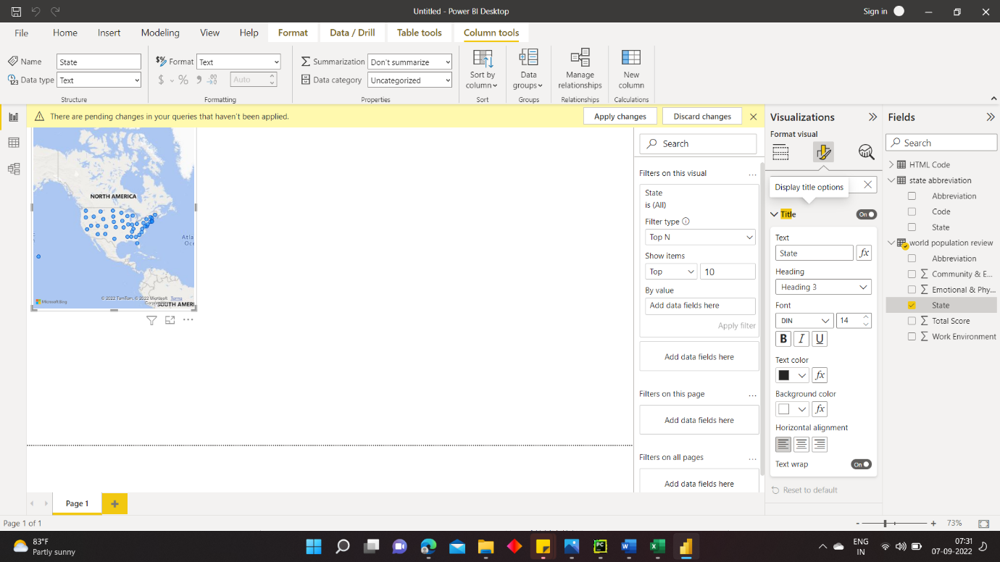 Untitled - Power BI Desktop
Sign in
File Home Insert Modeling View Help Format Data / Drill Table tools Column tools
Name State
Data type Text
Structure
Format Text
$ % 9 .00 Auto
Formatting
Summarization Don't summarize
Data category Uncategorized
Properties
Sort by
column
Sort
Data
groups
Groups
Manage
relationships
Relationships
New
column
Calculations
There are pending changes in your queries that haven't been applied.
Apply changes
Discard changes
NORTH AMERICA
Atla
Oce
Microsoft Bing
© 2022 TomTom, © 2022 Microsoft
Corporation
Terms
SOUTH AMERI
Search
Filters on this visual
State
is (All)
Filter type
Top N
Show items
Top 10
By value
Add data fields here
Apply filter
Add data fields here
Filters on this page
Add data fields here
Filters on all pages
Add data fields here
Visualizations
Format visual
Display title options
Title On
Text
State fx
Heading
Heading 3
Font
DIN 14
B I U
Text color
fx
Background color
fx
Horizontal alignment
Text wrap On
Reset to default
Fields
Search
HTML Code
state abbreviation
Abbreviation
Code
State
world population review
Abbreviation
Community & E...
Emotional & Phy...
State
Total Score
Work Environment
Page 1
Page 1 of 1
- + 73%
83°F
Partly sunny
PC
W
X
ENG
IN
07:31
07-09-2022